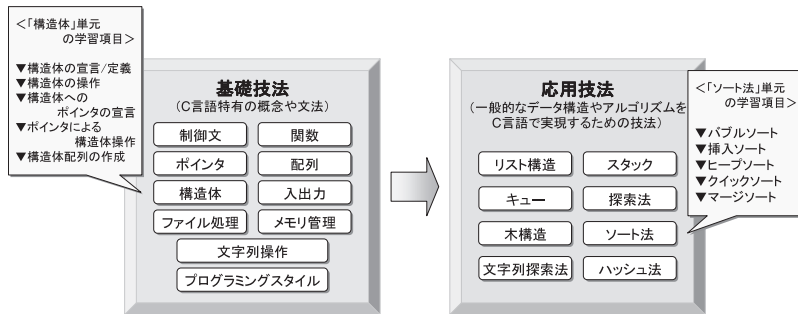 ＜「構造体」単元
の学習項目＞
▼構造体の宣言/定義
▼構造体の操作
▼構造体への
ポインタの宣言
▼ポインタによる
構造体操作
▼構造体配列の作成
基礎技法
(C言語特有の概念や文法)
制御文
関数
ポインタ
配列
構造体
入出力
ファイル処理
メモリ管理
文字列操作
プログラミングスタイル
応用技法
(一般的なデータ構造やアルゴリズムを
C言語で実現するための技法)
リスト構造
スタック
キュー
探索法
木構造
ソート法
文字列探索法
ハッシュ法
＜「ソート法」単元
の学習項目＞
▼バブルソート
▼挿入ソート
▼ヒープソート
▼クイックソート
▼マージソート